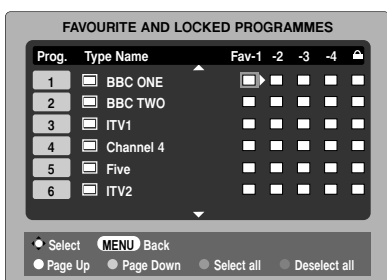 FAVOURITE AND LOCKED PROGRAMMES
Prog. Type Name Fav-1 -2 -3 -4
1 BBC ONE
2 BBC TWO
3 ITV1
4 Channel 4
5 Five
6 ITV2
Select MENU Back
Page Up Page Down Select all Deselect all